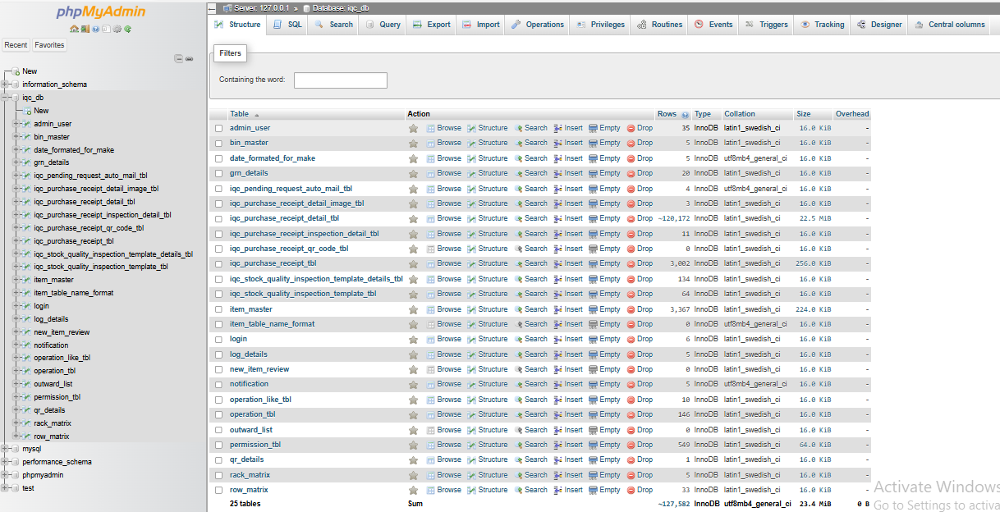 phpMyAdmin
Recent Favorites
New
information_schema
iqc_db
New
admin_user
bin_master
date_formated_for_make
grn_details
iqc_pending_request_auto_mail_tbl
iqc_purchase_receipt_detail_image_tbl
iqc_purchase_receipt_detail_tbl
iqc_purchase_receipt_inspection_detail_tbl
iqc_purchase_receipt_qr_code_tbl
iqc_purchase_receipt_tbl
iqc_stock_quality_inspection_template_details_tbl
iqc_stock_quality_inspection_template_tbl
item_master
item_table_name_format
login
log_details
new_item_review
notification
operation_like_tbl
operation_tbl
outward_list
permission_tbl
qr_details
rack_matrix
row_matrix
mysql
performance_schema
phpmyadmin
test
Server: 127.0.0.1 » Database: iqc_db
Structure SQL Search Query Export Import Operations Privileges Routines Events Triggers Tracking Designer Central columns
Filters
Containing the word:
Table Action Rows Type Collation Size Overhead
admin_user Browse Structure Search Insert Empty Drop 35 InnoDB latin1_swedish_ci 16.0 KiB -
bin_master Browse Structure Search Insert Empty Drop 5 InnoDB latin1_swedish_ci 16.0 KiB -
date_formated_for_make Browse Structure Search Insert Empty Drop 5 InnoDB utf8mb4_general_ci 16.0 KiB -
grn_details Browse Structure Search Insert Empty Drop 20 InnoDB latin1_swedish_ci 16.0 KiB -
iqc_pending_request_auto_mail_tbl Browse Structure Search Insert Empty Drop 4 InnoDB utf8mb4_general_ci 16.0 KiB -
iqc_purchase_receipt_detail_image_tbl Browse Structure Search Insert Empty Drop 3 InnoDB latin1_swedish_ci 16.0 KiB -
iqc_purchase_receipt_detail_tbl Browse Structure Search Insert Empty Drop ~120,172 InnoDB latin1_swedish_ci 22.5 MiB -
iqc_purchase_receipt_inspection_detail_tbl Browse Structure Search Insert Empty Drop 11 InnoDB latin1_swedish_ci 16.0 KiB -
iqc_purchase_receipt_qr_code_tbl Browse Structure Search Insert Empty Drop 0 InnoDB latin1_swedish_ci 16.0 KiB -
iqc_purchase_receipt_tbl Browse Structure Search Insert Empty Drop 3,002 InnoDB latin1_swedish_ci 256.0 KiB -
iqc_stock_quality_inspection_template_details_tbl Browse Structure Search Insert Empty Drop 134 InnoDB latin1_swedish_ci 16.0 KiB -
iqc_stock_quality_inspection_template_tbl Browse Structure Search Insert Empty Drop 64 InnoDB latin1_swedish_ci 16.0 KiB -
item_master Browse Structure Search Insert Empty Drop 3,367 InnoDB latin1_swedish_ci 224.0 KiB -
item_table_name_format Browse Structure Search Insert Empty Drop 0 InnoDB utf8mb4_general_ci 16.0 KiB -
login Browse Structure Search Insert Empty Drop 6 InnoDB latin1_swedish_ci 16.0 KiB -
log_details Browse Structure Search Insert Empty Drop 5 InnoDB latin1_swedish_ci 16.0 KiB -
new_item_review Browse Structure Search Insert Empty Drop 0 InnoDB latin1_swedish_ci 16.0 KiB -
notification Browse Structure Search Insert Empty Drop 5 InnoDB utf8mb4_general_ci 16.0 KiB -
operation_like_tbl Browse Structure Search Insert Empty Drop 10 InnoDB latin1_swedish_ci 16.0 KiB -
operation_tbl Browse Structure Search Insert Empty Drop 146 InnoDB latin1_swedish_ci 16.0 KiB -
outward_list Browse Structure Search Insert Empty Drop 0 InnoDB latin1_swedish_ci 16.0 KiB -
permission_tbl Browse Structure Search Insert Empty Drop 549 InnoDB latin1_swedish_ci 64.0 KiB -
qr_details Browse Structure Search Insert Empty Drop 1 InnoDB latin1_swedish_ci 16.0 KiB -
rack_matrix Browse Structure Search Insert Empty Drop 5 InnoDB latin1_swedish_ci 16.0 KiB -
row_matrix Browse Structure Search Insert Empty Drop 33 InnoDB latin1_swedish_ci 16.0 KiB -
25 tables Sum ~127,582 InnoDB utf8mb4_general_ci 23.4 MiB 0 B
Activate Windows
Go to Settings to activa